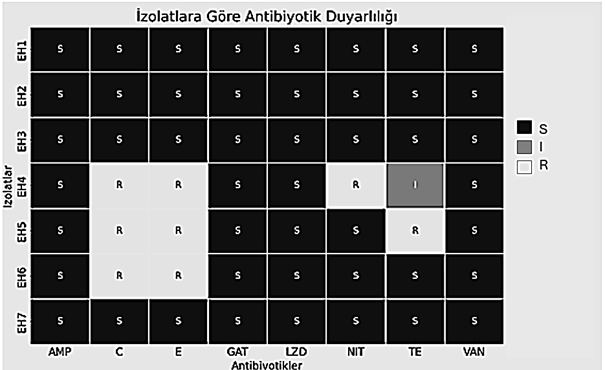 İzolatlara Göre Antibiyotik Duyarlılığı
EH1 S S S S S S S S
EH2 S S S S S S S S
EH3 S S S S S S S S
EH4 S R R S S R I S
EH5 S R R S S S R S
EH6 S R R S S S S S
EH7 S S S S S S S S
AMP C E GAT LZD NIT TE VAN
Antibiyotikler
İzolatlar
S
I
R